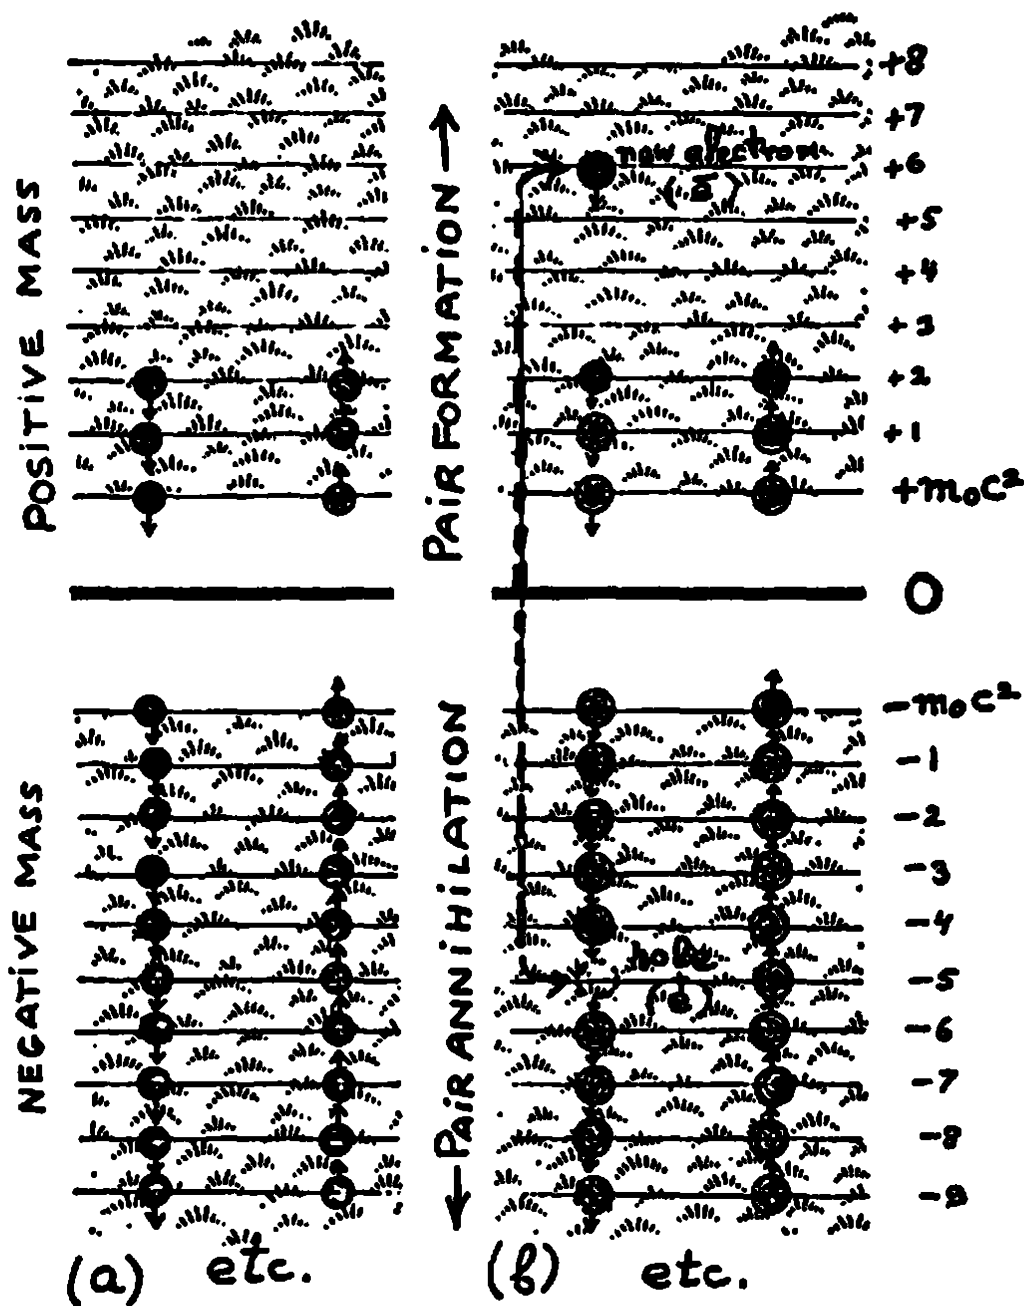 POSITIVE MASS
NEGATIVE MASS
PAIR FORMATION
PAIR ANNIHILATION
new electron
hole
+8
+7
+6
+5
+4
+3
+2
+1
+m₀c²
0
-m₀c²
-1
-2
-3
-4
-5
-6
-7
-8
-9
(a) etc.
(b) etc.